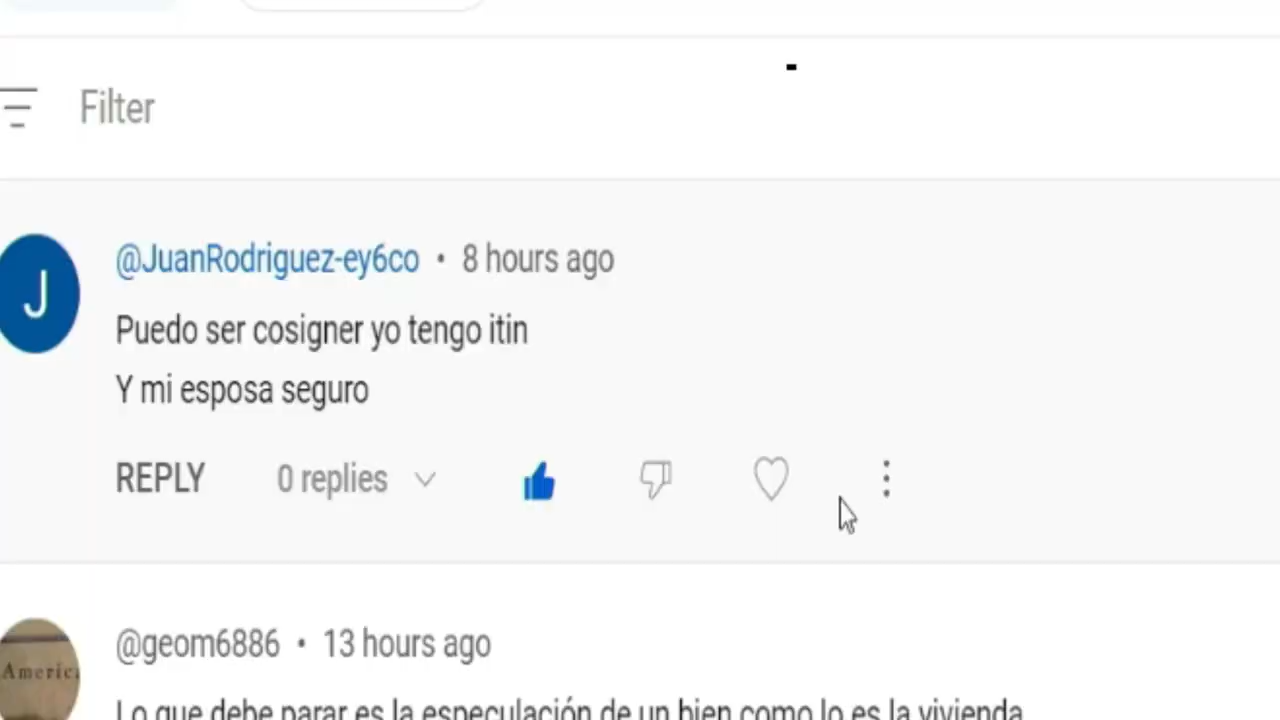 Filter
@JuanRodriguez-ey6co • 8 hours ago
J
Puedo ser cosigner yo tengo itin
Y mi esposa seguro
REPLY 0 replies
@geom6886 • 13 hours ago
America
Lo que debe parar es la especulación de un bien como lo es la vivienda